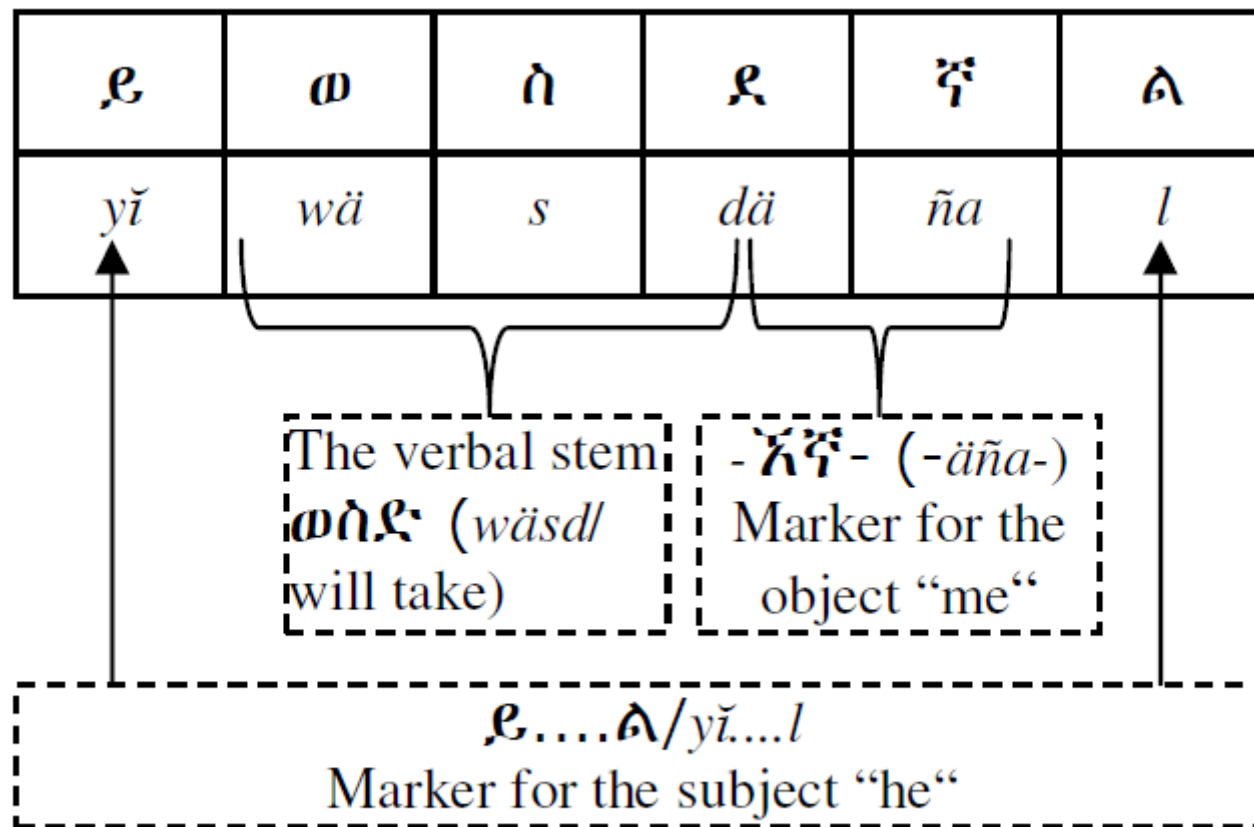 ይ ወ ስ ደ ኛ ል
yĭ wä s dä ña l
The verbal stem
ወስድ (wäsd/
will take)
-ኧኛ- (-äña-)
Marker for the
object “me“
ይ....ል/yĭ....l
Marker for the subject “he“